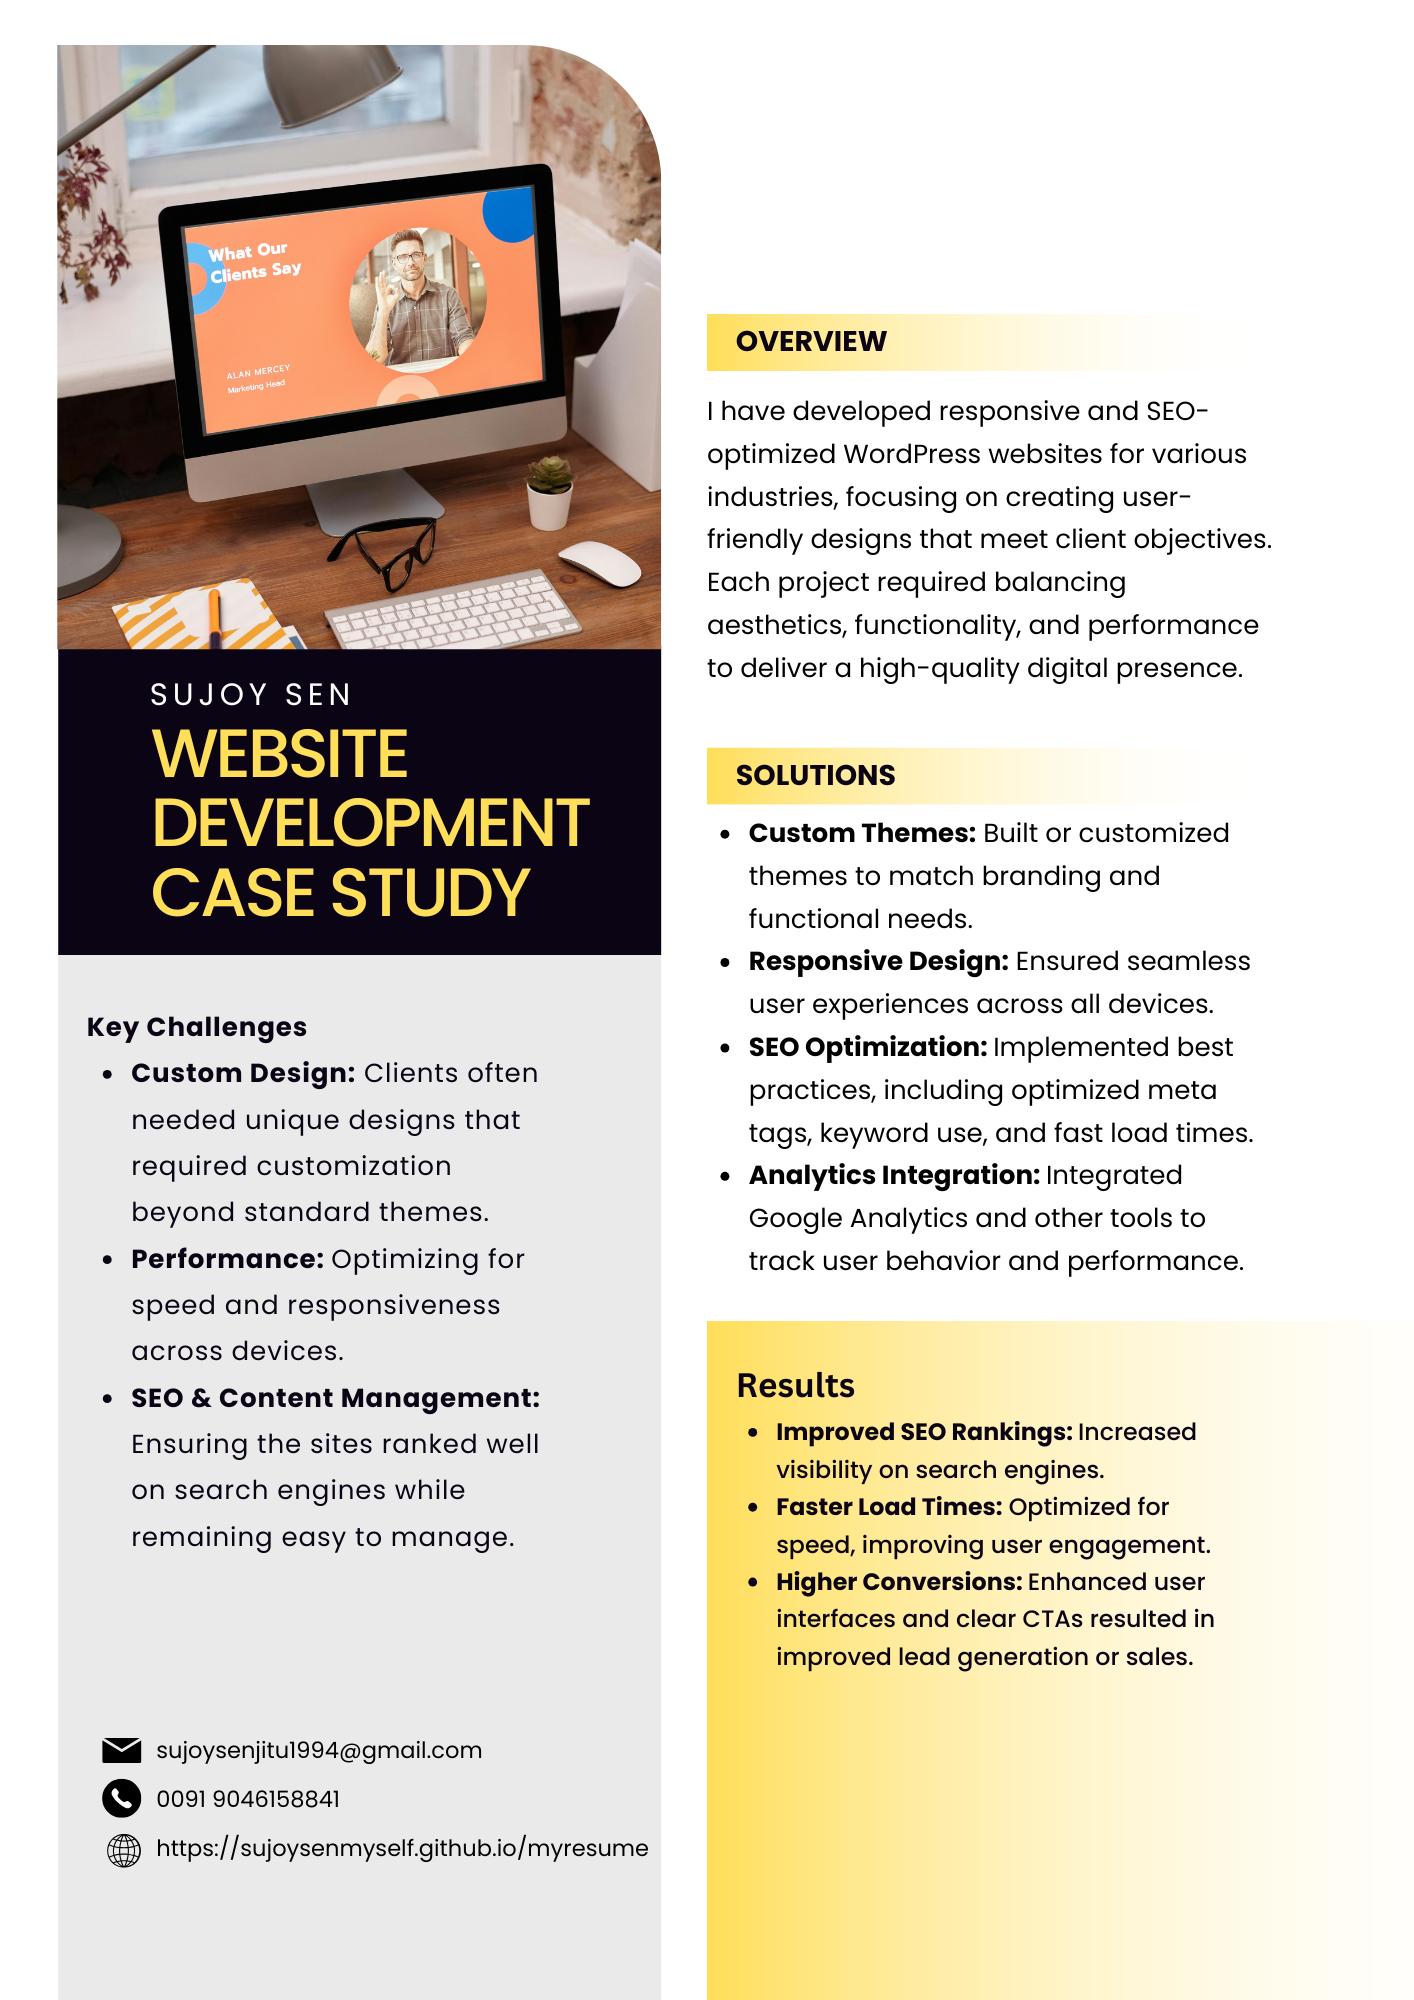 What Our
Clients Say
ALAN MERCEY
Marketing Head
SUJOY SEN
WEBSITE
DEVELOPMENT
CASE STUDY
Key Challenges
• Custom Design: Clients often
needed unique designs that
required customization
beyond standard themes.
• Performance: Optimizing for
speed and responsiveness
across devices.
• SEO & Content Management:
Ensuring the sites ranked well
on search engines while
remaining easy to manage.
sujoysenjitu1994@gmail.com
0091 9046158841
https://sujoysenmyself.github.io/myresume
OVERVIEW
I have developed responsive and SEO-
optimized WordPress websites for various
industries, focusing on creating user-
friendly designs that meet client objectives.
Each project required balancing
aesthetics, functionality, and performance
to deliver a high-quality digital presence.
SOLUTIONS
• Custom Themes: Built or customized
themes to match branding and
functional needs.
• Responsive Design: Ensured seamless
user experiences across all devices.
• SEO Optimization: Implemented best
practices, including optimized meta
tags, keyword use, and fast load times.
• Analytics Integration: Integrated
Google Analytics and other tools to
track user behavior and performance.
Results
• Improved SEO Rankings: Increased
visibility on search engines.
• Faster Load Times: Optimized for
speed, improving user engagement.
• Higher Conversions: Enhanced user
interfaces and clear CTAs resulted in
improved lead generation or sales.